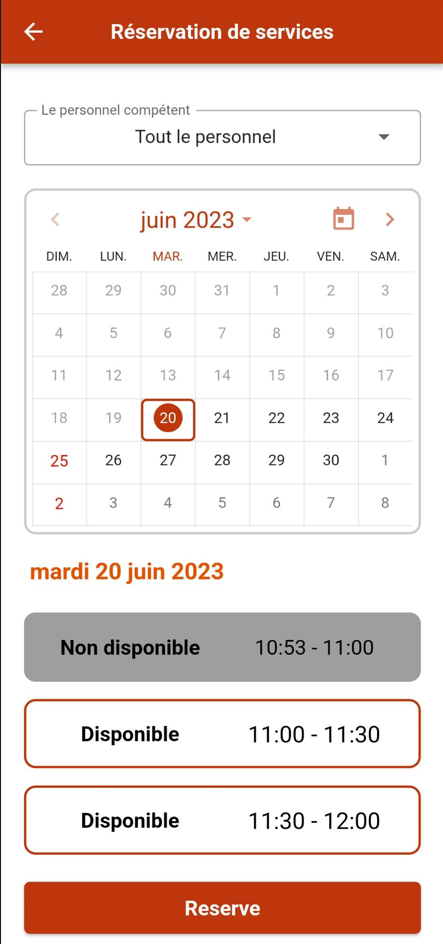 Réservation de services
Le personnel compétent
Tout le personnel
juin 2023
DIM. LUN. MAR. MER. JEU. VEN. SAM.
28 29 30 31 1 2 3
4 5 6 7 8 9 10
11 12 13 14 15 16 17
18 19 20 21 22 23 24
25 26 27 28 29 30 1
2 3 4 5 6 7 8
mardi 20 juin 2023
Non disponible 10:53 - 11:00
Disponible 11:00 - 11:30
Disponible 11:30 - 12:00
Reserve